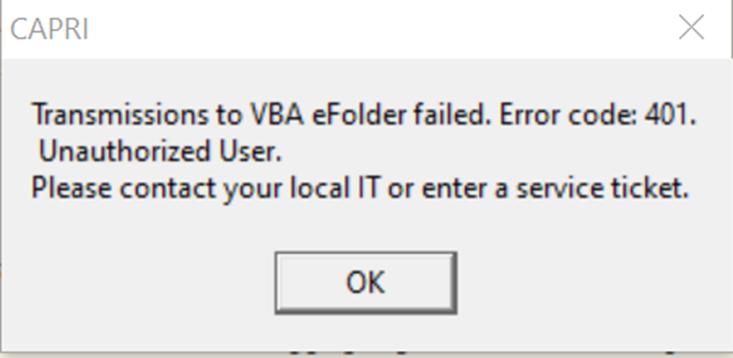 CAPRI
Transmissions to VBA eFolder failed. Error code: 401.
Unauthorized User.
Please contact your local IT or enter a service ticket.
OK